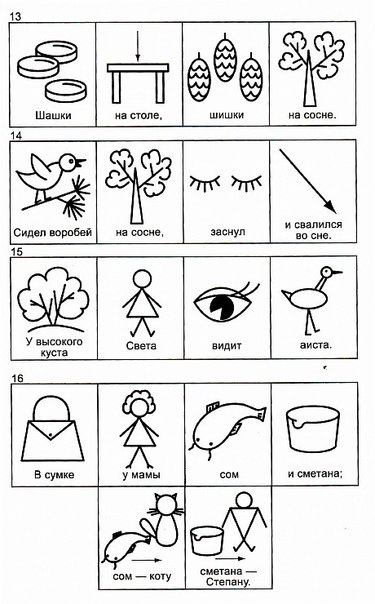 13
Шашки
на столе,
шишки
на сосне.
14
Сидел воробей
на сосне,
заснул
и свалился
во сне.
15
У высокого
куста
Света
видит
аиста.
16
В сумке
у мамы
сом
и сметана;
сом — коту
сметана —
Степану.